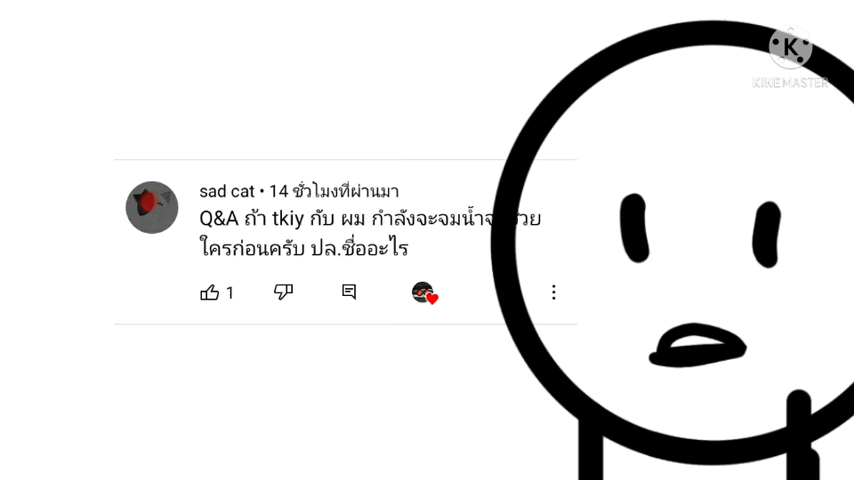 KINEMASTER
sad cat • 14 ชั่วโมงที่ผ่านมา
Q&A ถ้า tkiy กับ ผม กำลังจะจมน้ำ
ใครก่อนครับ ปล.ชื่ออะไร
1